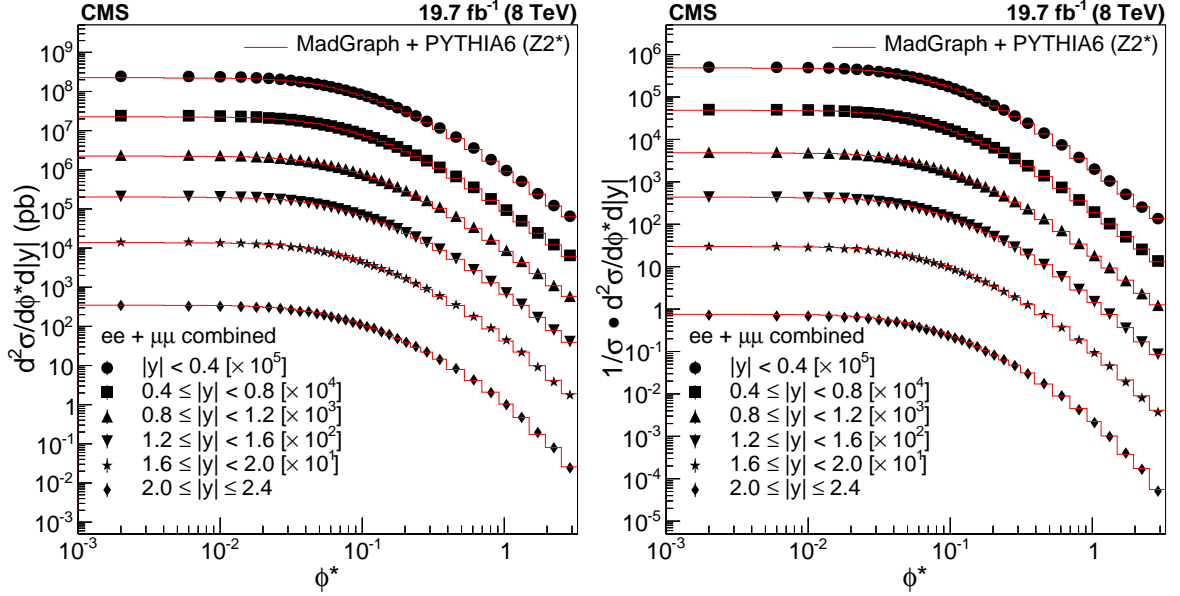 CMS 19.7 fb⁻¹ (8 TeV)
MadGraph + PYTHIA6 (Z2*)
d²σ/dϕ*d|y| (pb)
10⁹
10⁸
10⁷
10⁶
10⁵
10⁴
10³
10²
10
1
10⁻¹
10⁻²
10⁻³
ee + μμ combined
|y| < 0.4 [× 10⁵]
0.4 ≤ |y| < 0.8 [× 10⁴]
0.8 ≤ |y| < 1.2 [× 10³]
1.2 ≤ |y| < 1.6 [× 10²]
1.6 ≤ |y| < 2.0 [× 10¹]
2.0 ≤ |y| ≤ 2.4
10⁻³ 10⁻² 10⁻¹ 1
ϕ*
CMS 19.7 fb⁻¹ (8 TeV)
MadGraph + PYTHIA6 (Z2*)
1/σ • d²σ/dϕ*d|y|
10⁶
10⁵
10⁴
10³
10²
10
1
10⁻¹
10⁻²
10⁻³
10⁻⁴
10⁻⁵
ee + μμ combined
|y| < 0.4 [× 10⁵]
0.4 ≤ |y| < 0.8 [× 10⁴]
0.8 ≤ |y| < 1.2 [× 10³]
1.2 ≤ |y| < 1.6 [× 10²]
1.6 ≤ |y| < 2.0 [× 10¹]
2.0 ≤ |y| ≤ 2.4
10⁻³ 10⁻² 10⁻¹ 1
ϕ*